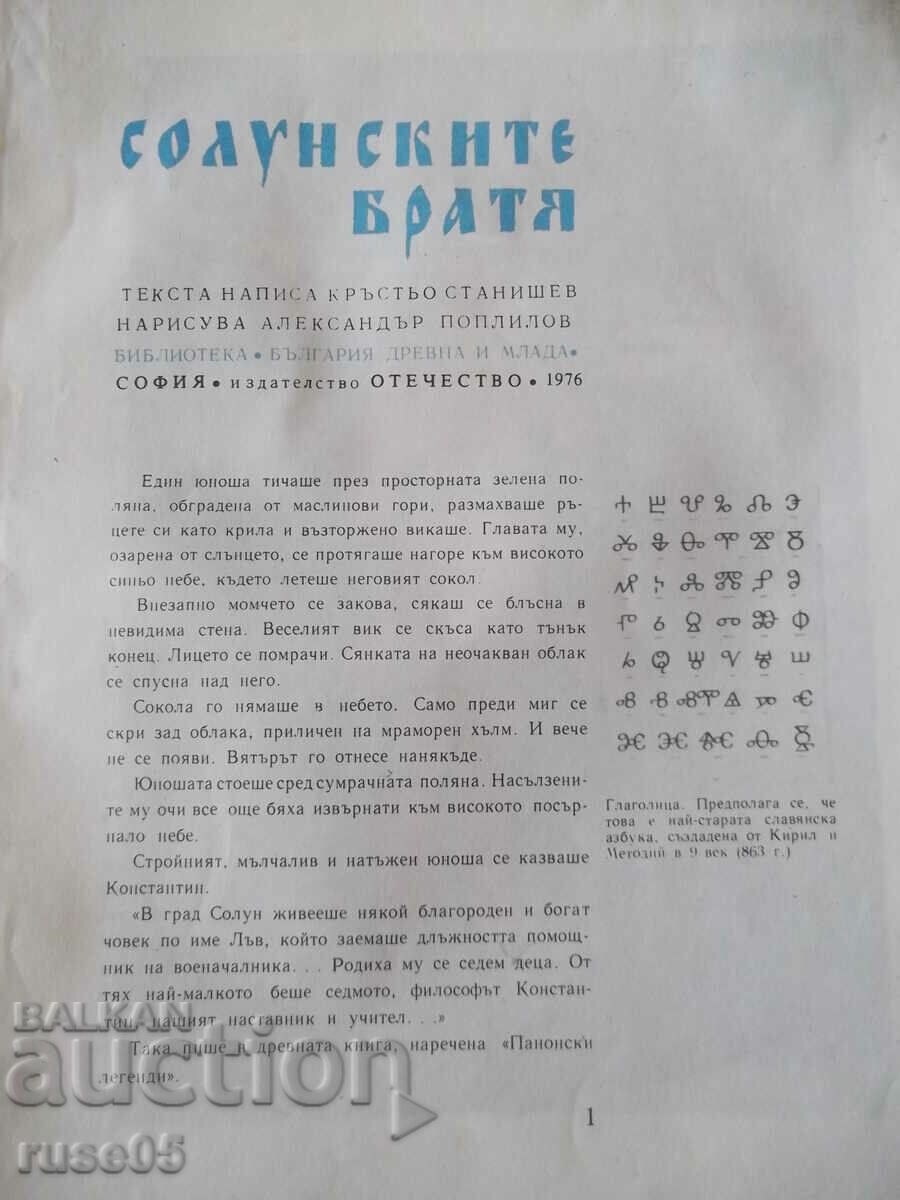 СОЛУНСКИТЕ
БРАТЯ
ТЕКСТА НАПИСА КРЪСТЬО СТАНИШЕВ
НАРИСУВА АЛЕКСАНДЪР ПОПЛИЛОВ
БИБЛИОТЕКА • БЪЛГАРИЯ ДРЕВНА И МЛАДА •
СОФИЯ • издателство ОТЕЧЕСТВО • 1976
Един юноша тичаше през просторната зелена по-
ляна, обградена от маслинови гори, размахваше ръ-
цете си като крила и възторжено викаше. Главата му,
озарена от слънцето, се протягаше нагоре към високото
синьо небе, където летеше неговият сокол.
Внезапно момчето се закова, сякаш се блъсна в
невидима стена. Веселият вик се скъса като тънък
конец. Лицето се помрачи. Сянката на неочакван облак
се спусна над него.
Сокола го нямаше в небето. Само преди миг се
скри зад облака, приличен на мраморен хълм. И вече
не се появи. Вятърът го отнесе нанякъде.
Юношата стоеше сред сумрачната поляна. Насълзени-
те му очи все още бяха извърнати към високото посър-
нало небе.
Стройният, мълчалив и натъжен юноша се казваше
Константин.
«В град Солун живееше някой благороден и богат
човек по име Лъв, който заемаше длъжността помощ-
ник на военачалника. . . Родиха му се седем деца. От
тях най-малкото беше седмото, философът Констан-
тин, нашият наставник и учител. . .»
Така пише в древната книга, наречена «Панонски
легенди».
Глаголица. Предполага се, че
това е най-старата славянска
азбука, създадена от Кирил и
Методий в 9 век (863 г.)
1
BALKAN
auction
ruse05